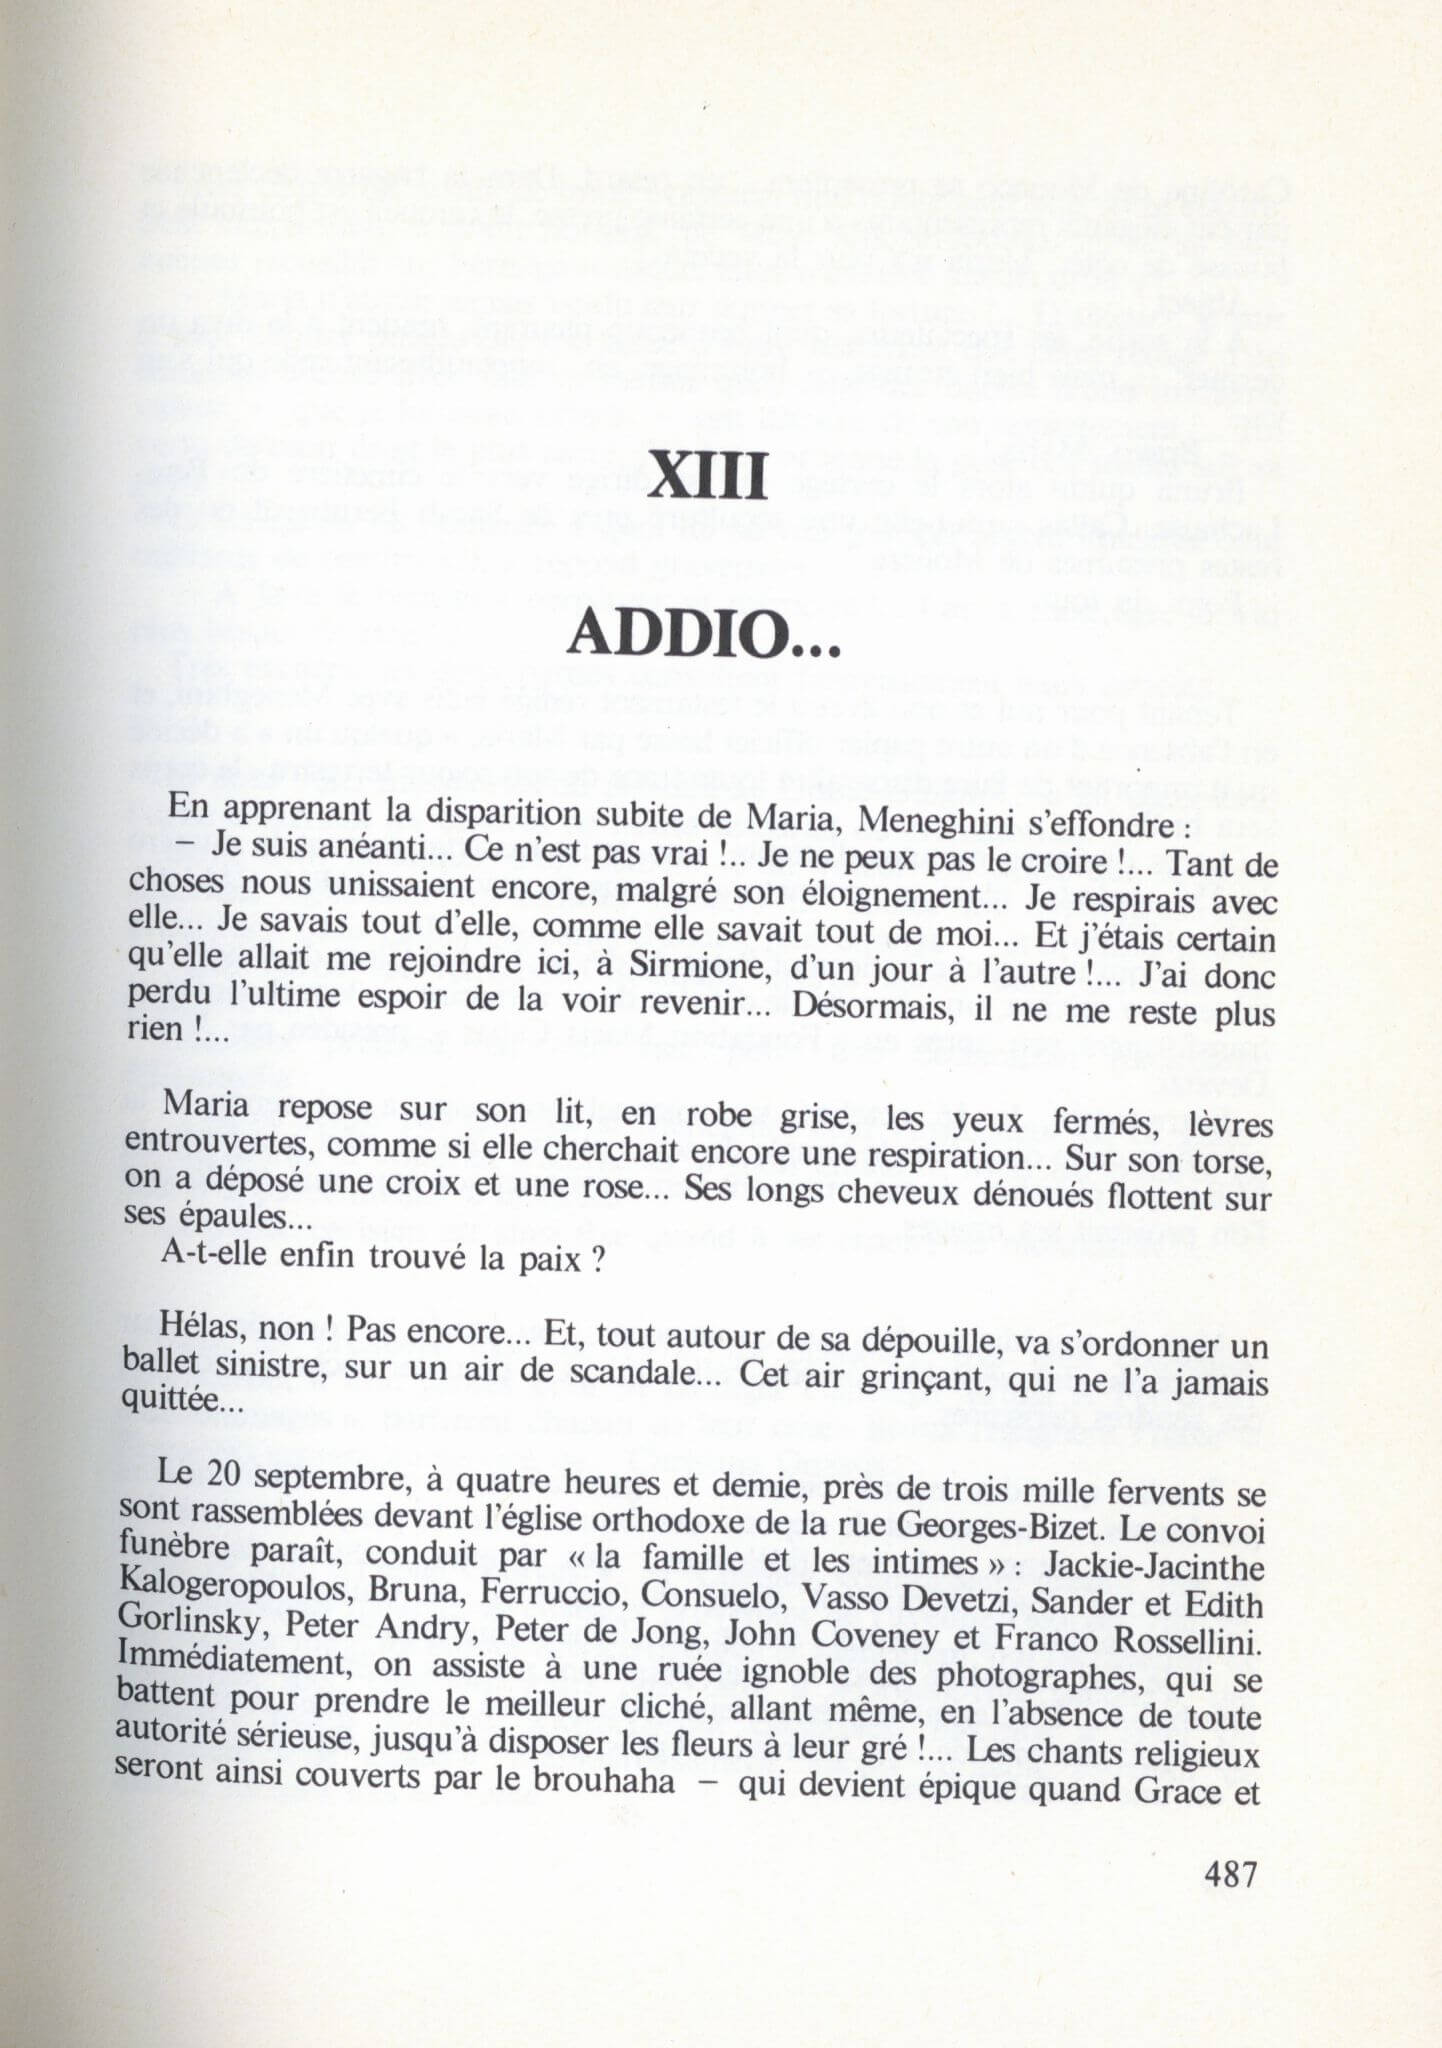 XIII
ADDIO...
En apprenant la disparition subite de Maria, Meneghini s'effondre :
– Je suis anéanti... Ce n'est pas vrai !.. Je ne peux pas le croire !... Tant de
choses nous unissaient encore, malgré son éloignement... Je respirais avec
elle... Je savais tout d'elle, comme elle savait tout de moi... Et j'étais certain
qu'elle allait me rejoindre ici, à Sirmione, d'un jour à l'autre !... J'ai donc
perdu l'ultime espoir de la voir revenir... Désormais, il ne me reste plus
rien !...
Maria repose sur son lit, en robe grise, les yeux fermés, lèvres
entrouvertes, comme si elle cherchait encore une respiration... Sur son torse,
on a déposé une croix et une rose... Ses longs cheveux dénoués flottent sur
ses épaules...
A-t-elle enfin trouvé la paix ?
Hélas, non ! Pas encore... Et, tout autour de sa dépouille, va s'ordonner un
ballet sinistre, sur un air de scandale... Cet air grinçant, qui ne l'a jamais
quittée...
Le 20 septembre, à quatre heures et demie, près de trois mille fervents se
sont rassemblées devant l'église orthodoxe de la rue Georges-Bizet. Le convoi
funèbre paraît, conduit par « la famille et les intimes » : Jackie-Jacinthe
Kalogeropoulos, Bruna, Ferruccio, Consuelo, Vasso Devetzi, Sander et Edith
Gorlinsky, Peter Andry, Peter de Jong, John Coveney et Franco Rossellini.
Immédiatement, on assiste à une ruée ignoble des photographes, qui se
battent pour prendre le meilleur cliché, allant même, en l'absence de toute
autorité sérieuse, jusqu'à disposer les fleurs à leur gré !... Les chants religieux
seront ainsi couverts par le brouhaha – qui devient épique quand Grace et
487